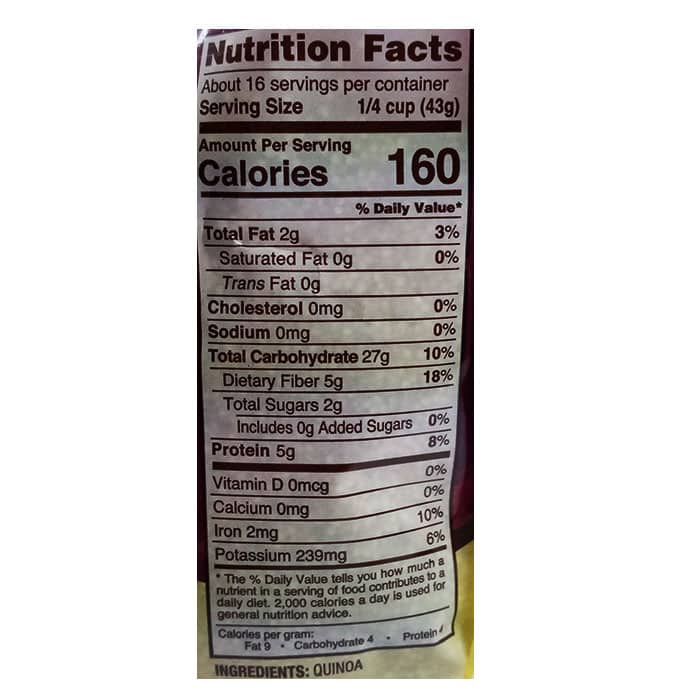 Nutrition Facts
About 16 servings per container
Serving Size 1/4 cup (43g)
Amount Per Serving
Calories 160
% Daily Value*
Total Fat 2g 3%
Saturated Fat 0g 0%
Trans Fat 0g
Cholesterol 0mg 0%
Sodium 0mg 0%
Total Carbohydrate 27g 10%
Dietary Fiber 5g 18%
Total Sugars 2g
Includes 0g Added Sugars 0%
Protein 5g 8%
Vitamin D 0mcg 0%
Calcium 0mg 0%
Iron 2mg 10%
Potassium 239mg 6%
* The % Daily Value tells you how much a
nutrient in a serving of food contributes to a
daily diet. 2,000 calories a day is used for
general nutrition advice.
Calories per gram:
Fat 9 • Carbohydrate 4 • Protein 4
INGREDIENTS: QUINOA